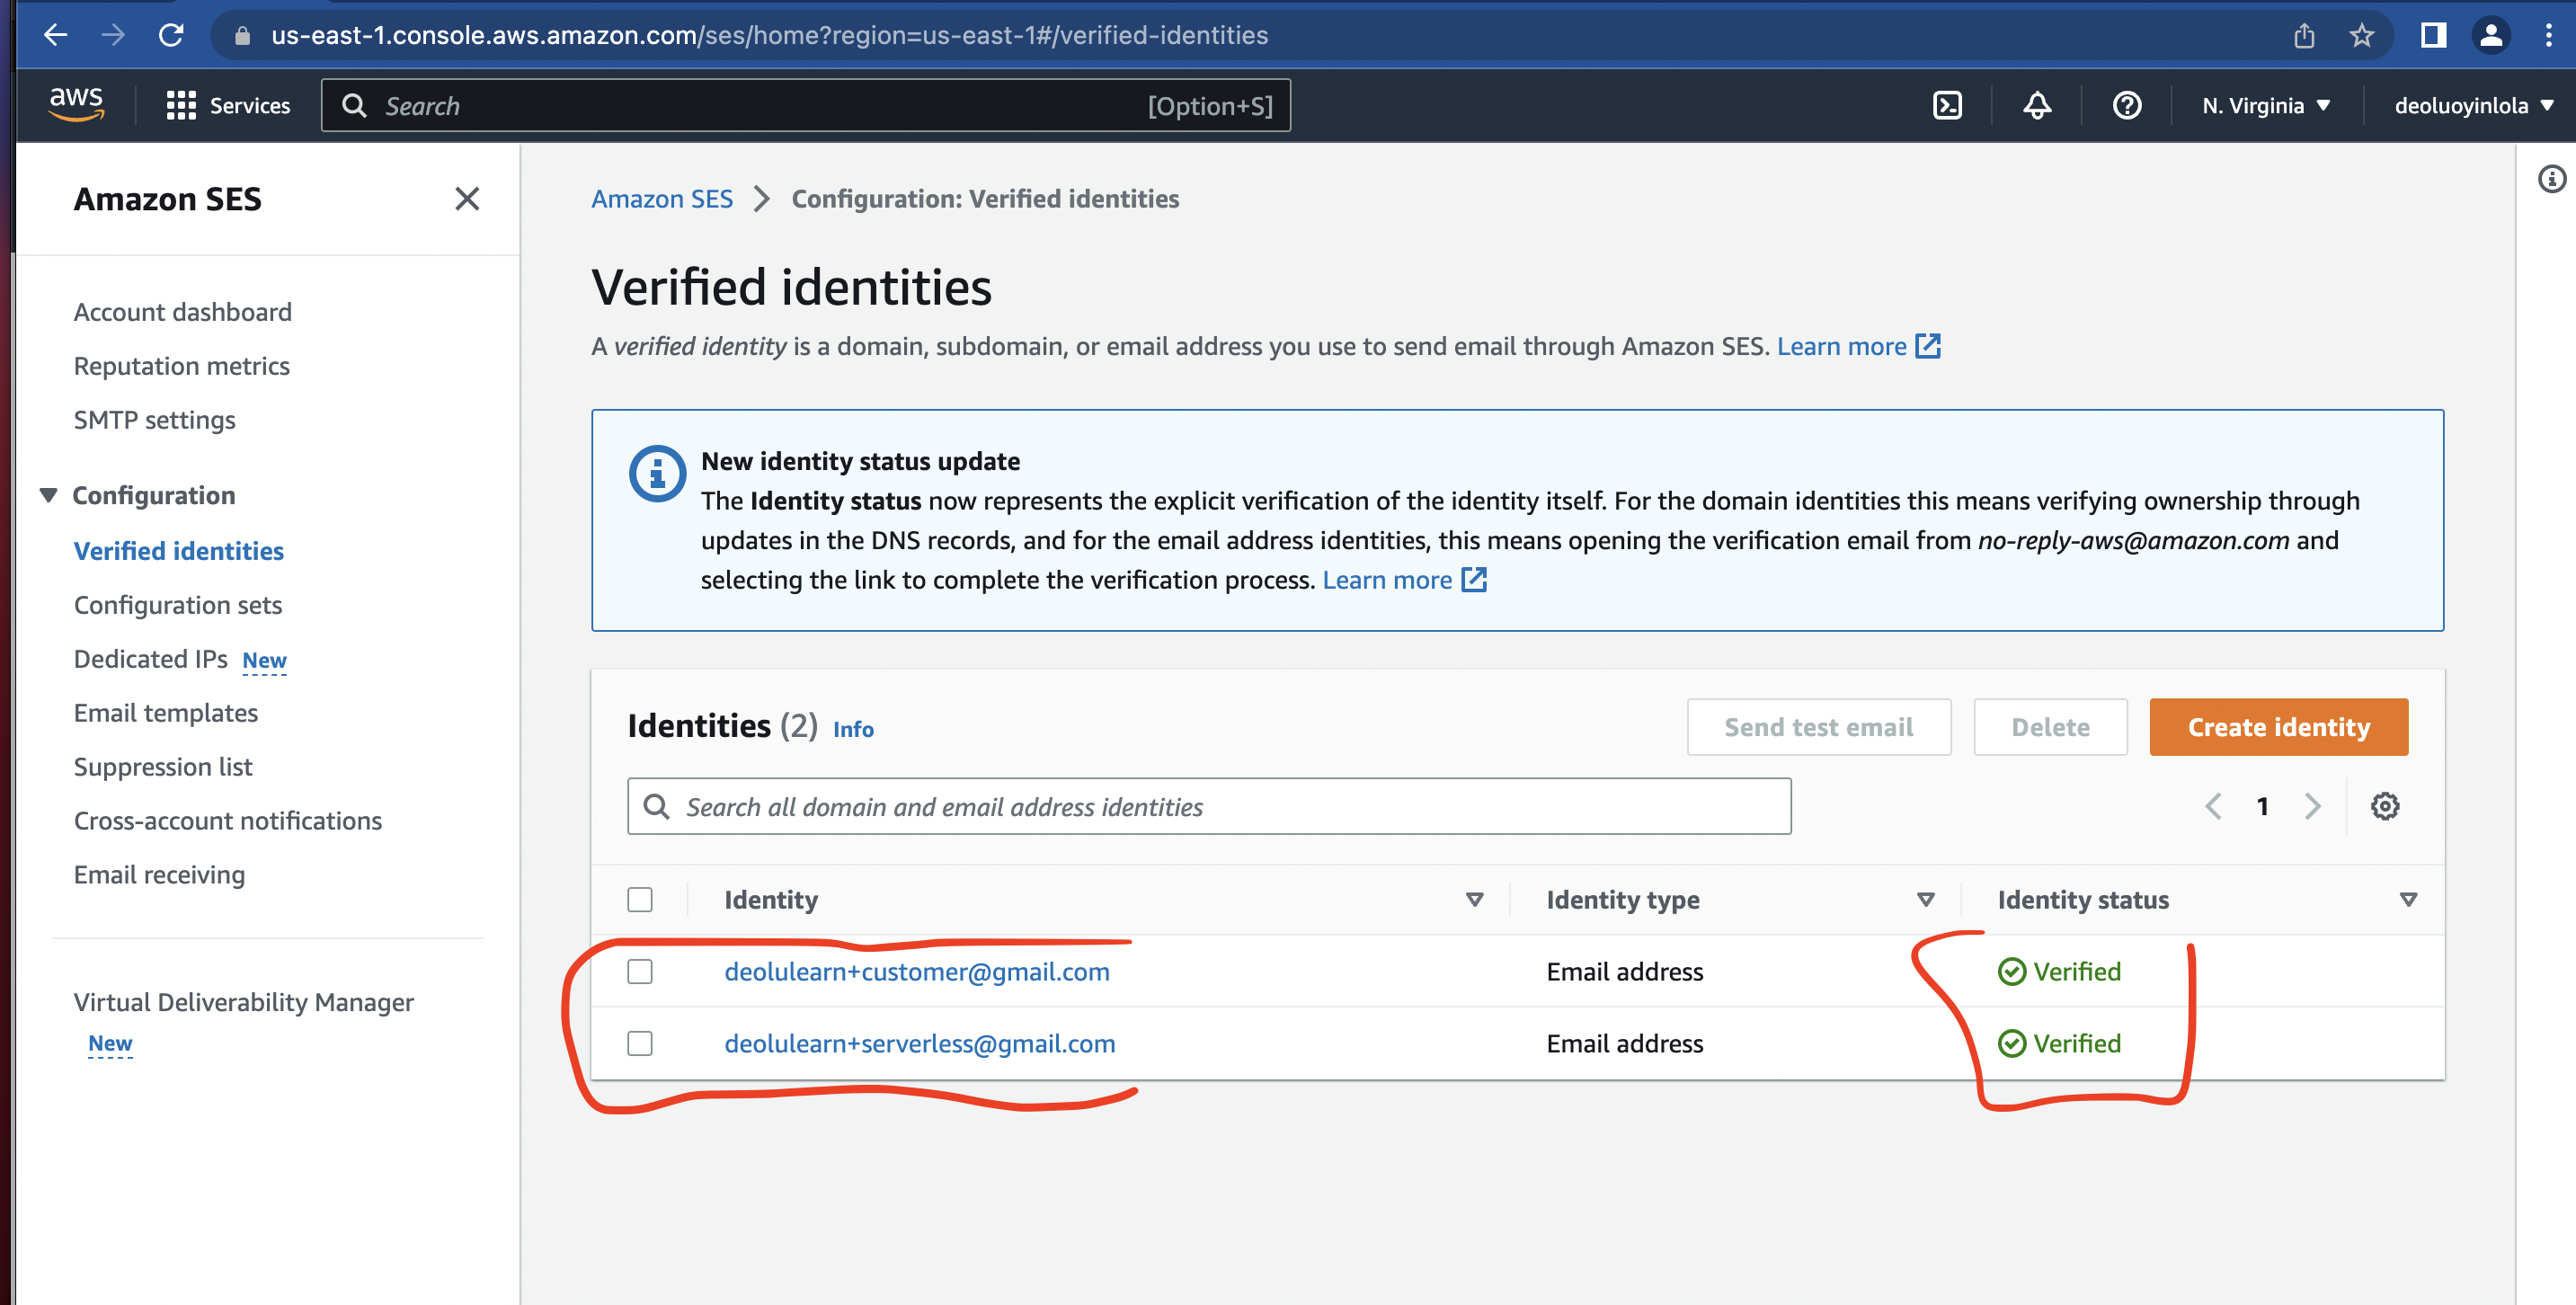 us-east-1.console.aws.amazon.com/ses/home?region=us-east-1#/verified-identities
aws
Services
Search
[Option+S]
N. Virginia
deoluoyinlola
Amazon SES
Account dashboard
Reputation metrics
SMTP settings
Configuration
Verified identities
Configuration sets
Dedicated IPs New
Email templates
Suppression list
Cross-account notifications
Email receiving
Virtual Deliverability Manager
New
Amazon SES
Configuration: Verified identities
Verified identities
A verified identity is a domain, subdomain, or email address you use to send email through Amazon SES. Learn more
New identity status update
The Identity status now represents the explicit verification of the identity itself. For the domain identities this means verifying ownership through
updates in the DNS records, and for the email address identities, this means opening the verification email from no-reply-aws@amazon.com and
selecting the link to complete the verification process. Learn more
Identities (2) Info
Send test email
Delete
Create identity
Search all domain and email address identities
1
Identity
Identity type
Identity status
deolulearn+customer@gmail.com
Email address
Verified
deolulearn+serverless@gmail.com
Email address
Verified